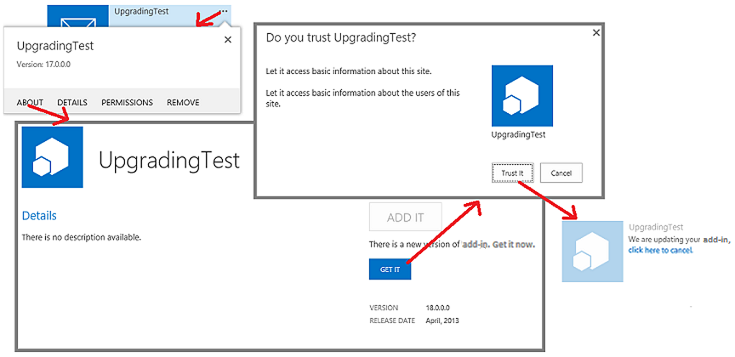 UpgradingTest
...
UpgradingTest
Version: 17.0.0.0
ABOUT DETAILS PERMISSIONS REMOVE
UpgradingTest
Details
There is no description available.
ADD IT
There is a new version of add-in. Get it now.
GET IT
VERSION 18.0.0.0
RELEASE DATE April, 2013
Do you trust UpgradingTest?
Let it access basic information about this site.
Let it access basic information about the users of this
site.
UpgradingTest
Trust It Cancel
UpgradingTest
We are updating your add-in,
click here to cancel.